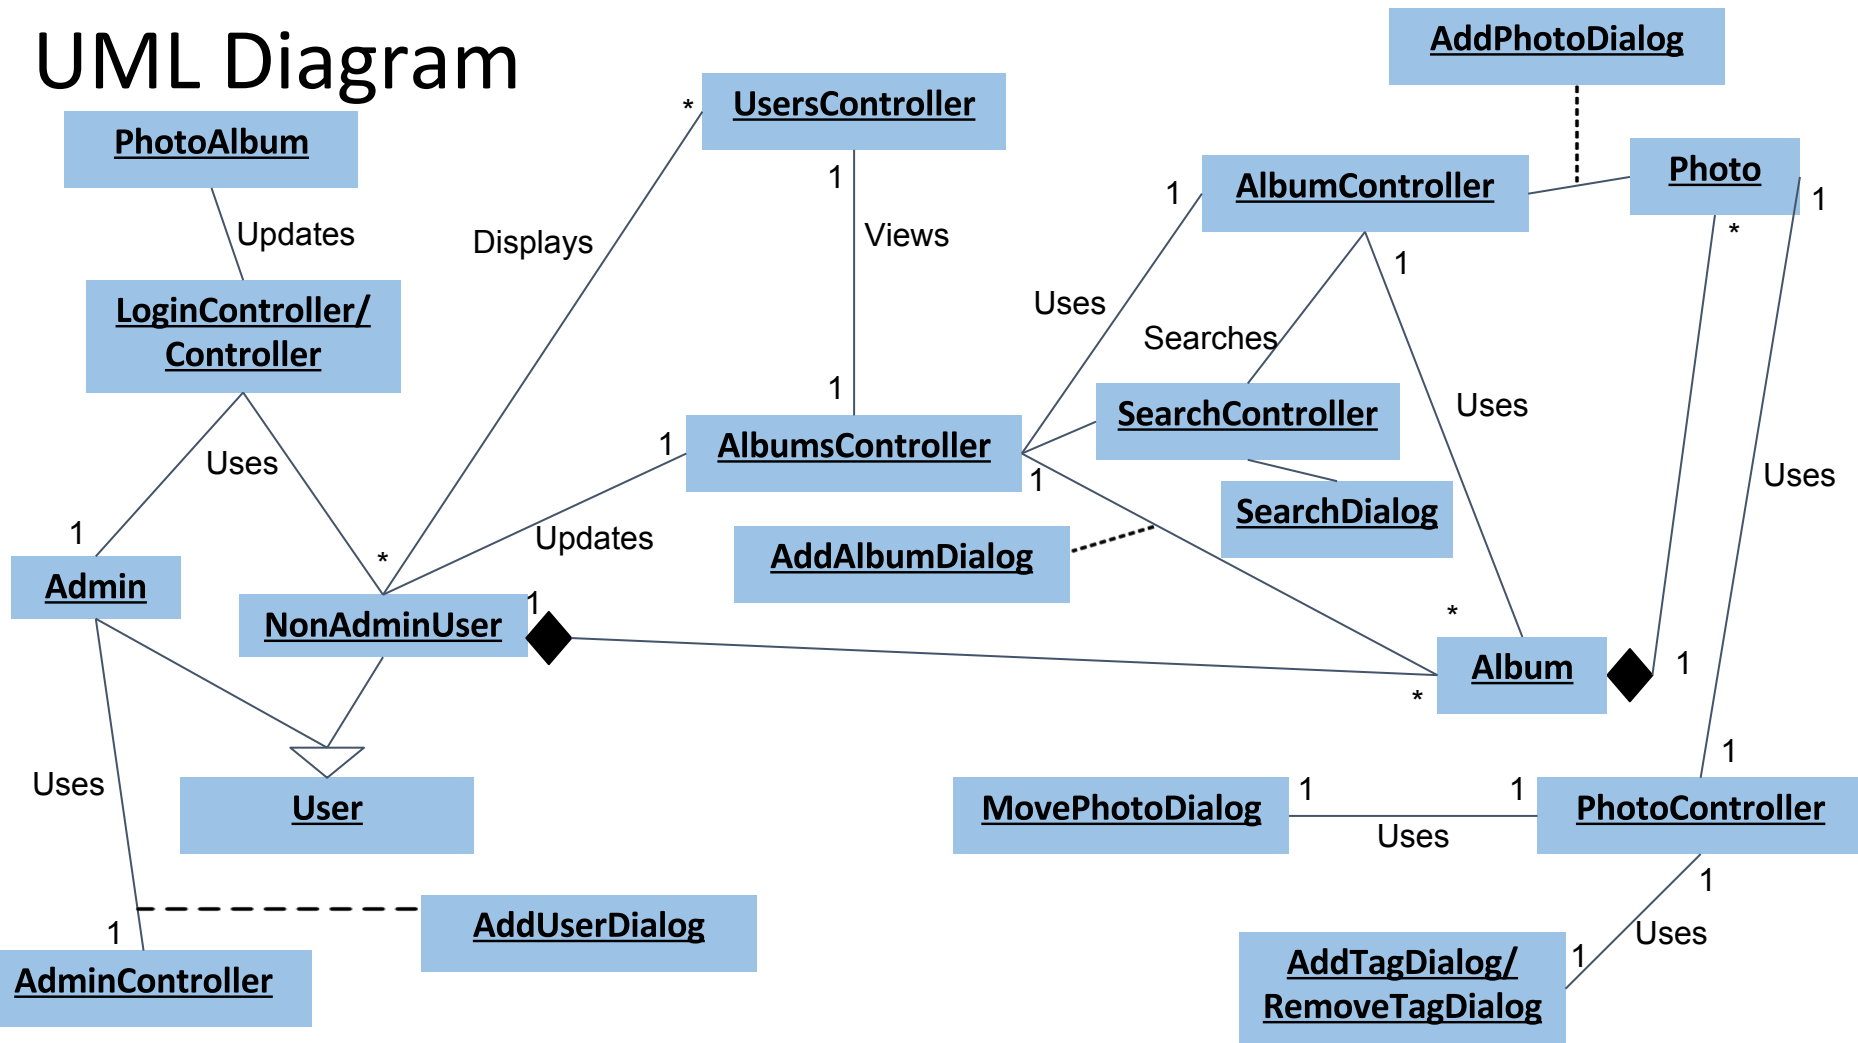 UML Diagram
AddPhotoDialog
UsersController
*
PhotoAlbum
AlbumController
Photo
1
1
1
Updates
Displays
Views
*
1
LoginController/
Controller
Uses
Searches
1
Uses
SearchController
AlbumsController
1
Uses
1
Uses
SearchDialog
1
Updates
AddAlbumDialog
*
Admin
NonAdminUser
1
*
Album
1
*
User
Uses
1
MovePhotoDialog
1
1
PhotoController
Uses
1
AddUserDialog
1
Uses
AdminController
AddTagDialog/
RemoveTagDialog
1